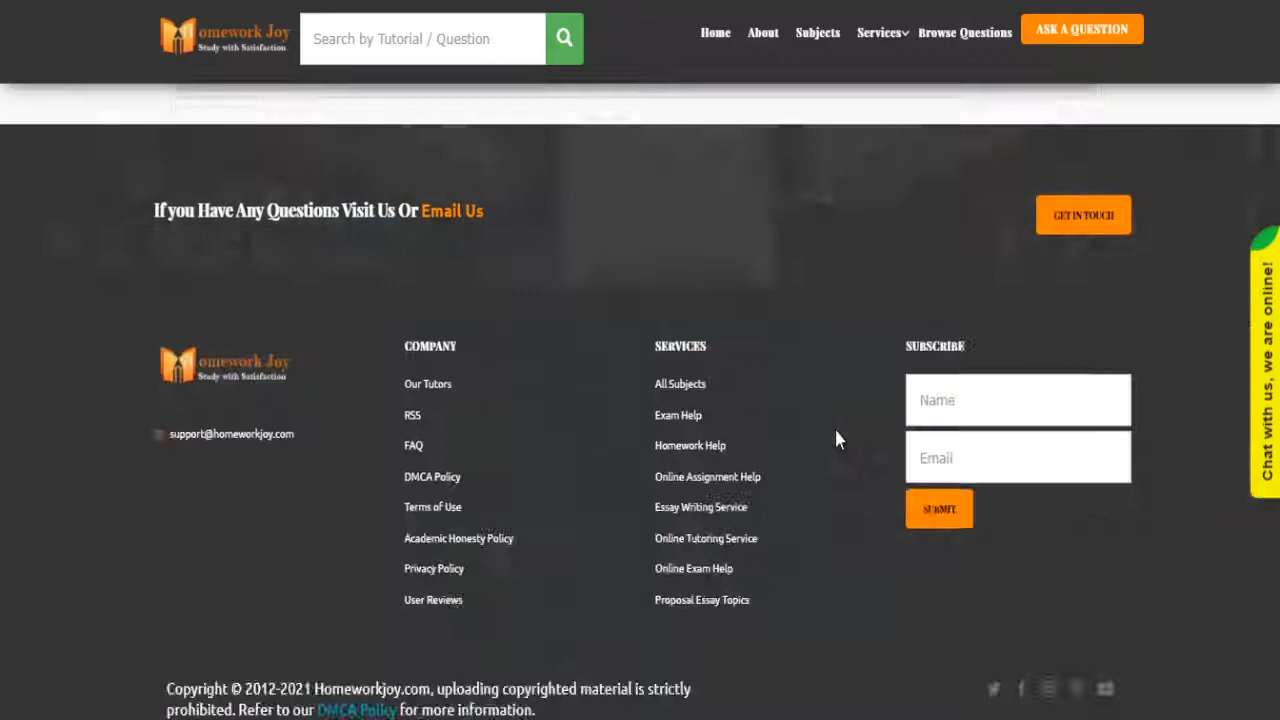 omework Joy
Study with Satisfaction
Search by Tutorial / Question
Home About Subjects Services Browse Questions
ASK A QUESTION
If you Have Any Questions Visit Us Or Email Us
GET IN TOUCH
Chat with us, we are online!
omework Joy
Study with Satisfaction
support@homeworkjoy.com
COMPANY
Our Tutors
RSS
FAQ
DMCA Policy
Terms of Use
Academic Honesty Policy
Privacy Policy
User Reviews
SERVICES
All Subjects
Exam Help
Homework Help
Online Assignment Help
Essay Writing Service
Online Tutoring Service
Online Exam Help
Proposal Essay Topics
SUBSCRIBE
Name
Email
SUBMIT
Copyright © 2012-2021 Homeworkjoy.com, uploading copyrighted material is strictly
prohibited. Refer to our DMCA Policy for more information.